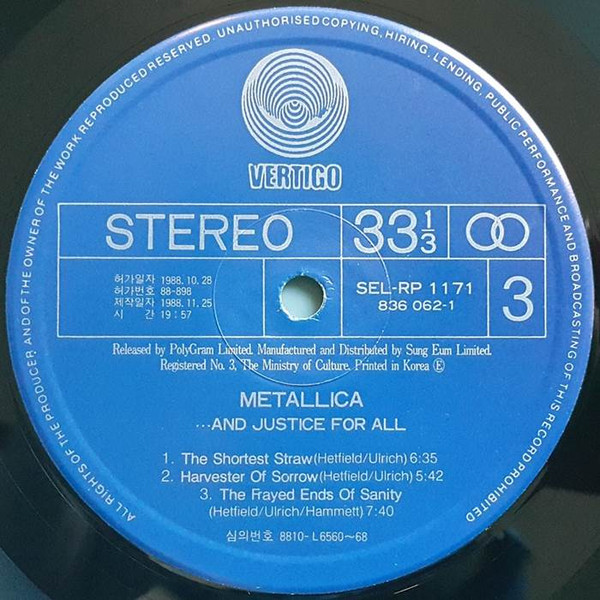 ALL RIGHTS OF THE PRODUCER AND OF THE OWNER OF THE WORK REPRODUCED RESERVED. UNAUTHORISED COPYING, HIRING, LENDING, PUBLIC PERFORMANCE AND BROADCASTING OF THIS RECORD PROHIBITED
VERTIGO
STEREO 33 1/3
허가일자 1988.10.28
허가번호 88-898
제작일자 1988.11.25
시 간 19:57
SEL-RP 1171
836 062-1
3
Released by PolyGram Limited. Manufactured and Distributed by Sung Eum Limited.
Registered No. 3, The Ministry of Culture. Printed in Korea Ⓔ
METALLICA
...AND JUSTICE FOR ALL
1. The Shortest Straw (Hetfield/Ulrich) 6:35
2. Harvester Of Sorrow (Hetfield/Ulrich) 5:42
3. The Frayed Ends Of Sanity
(Hetfield/Ulrich/Hammett) 7:40
심의번호 8810-L6560~68